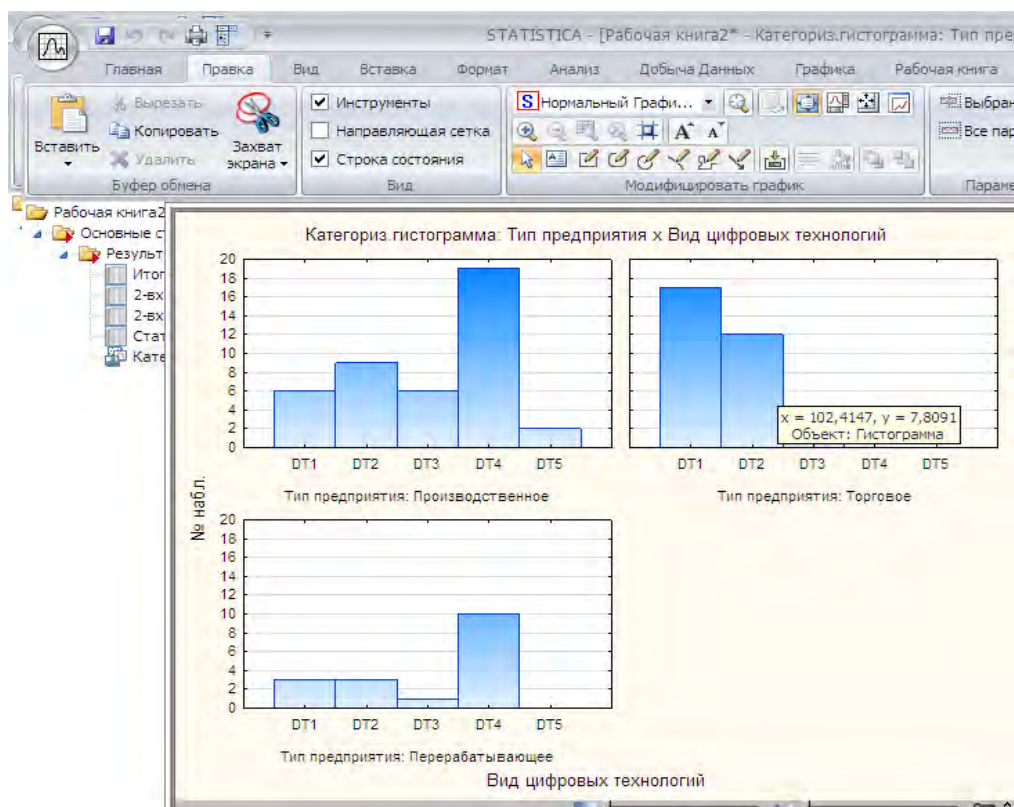 STATISTICA - [Рабочая книга2* - Категориз.гистограмма: Тип пре
Главная Правка Вид Вставка Формат Анализ Добыча Данных Графика Рабочая книга
Вставить
Вырезать
Копировать
Удалить
Захват
экрана
Буфер обмена
Инструменты
Направляющая сетка
Строка состояния
Вид
S Нормальный Графи...
A A
Модифицировать график
Выбран
Все пар
Параме
Рабочая книга2
Основные с
Результ
Итог
2-вх
2-вх
Стат
Кате
Категориз.гистограмма: Тип предприятия x Вид цифровых технологий
20
18
16
14
12
10
8
6
4
2
0
DT1 DT2 DT3 DT4 DT5
Тип предприятия: Производственное
x = 102,4147, y = 7,8091
Объект: Гистограмма
DT1 DT2 DT3 DT4 DT5
Тип предприятия: Торговое
№ набл.
20
18
16
14
12
10
8
6
4
2
0
DT1 DT2 DT3 DT4 DT5
Тип предприятия: Перерабатывающее
Вид цифровых технологий